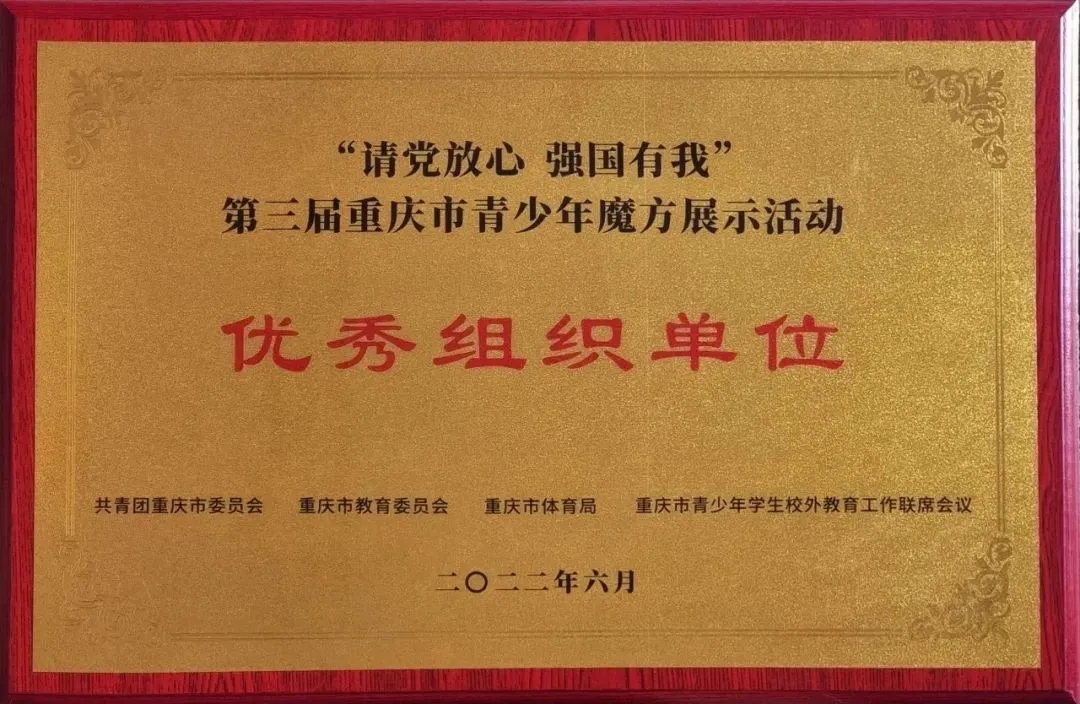 “请党放心 强国有我”
第三届重庆市青少年魔方展示活动
优秀组织单位
共青团重庆市委员会 重庆市教育委员会 重庆市体育局 重庆市青少年学生校外教育工作联席会议
二〇二二年六月